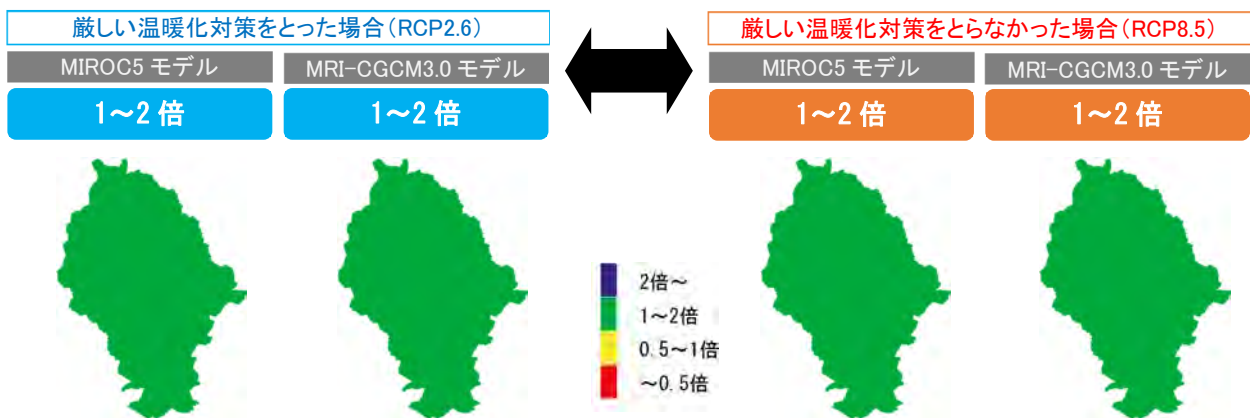 厳しい温暖化対策をとった場合(RCP2.6)
MIROC5 モデル
MRI-CGCM3.0 モデル
1～2 倍
1～2 倍
厳しい温暖化対策をとらなかった場合(RCP8.5)
MIROC5 モデル
MRI-CGCM3.0 モデル
1～2 倍
1～2 倍
2倍～
1～2倍
0.5～1倍
～0.5倍